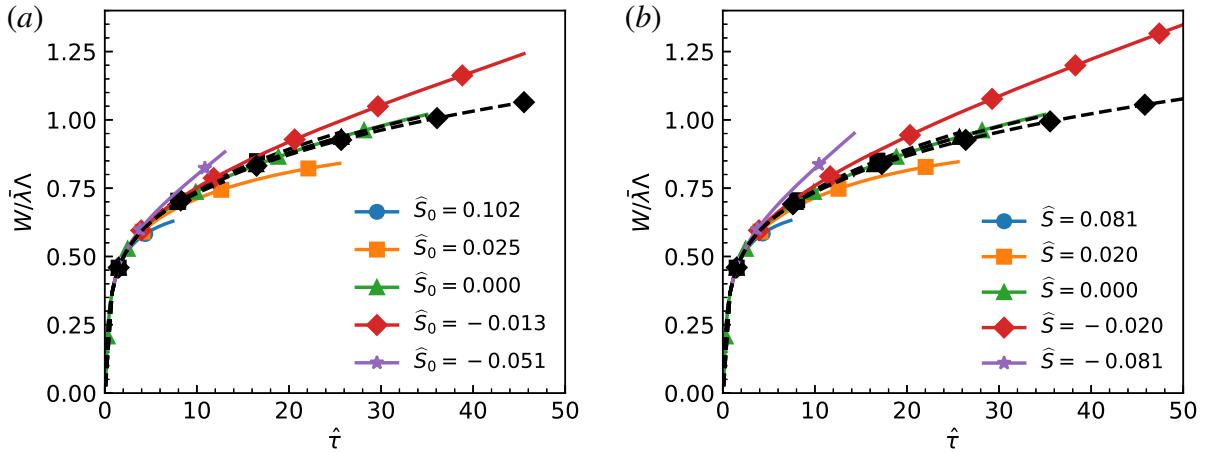 (a)
1.25
1.00
0.75
0.50
0.25
0.00
W/λ̄Λ
0 10 20 30 40 50
τ̂
Ŝ₀ = 0.102
Ŝ₀ = 0.025
Ŝ₀ = 0.000
Ŝ₀ = −0.013
Ŝ₀ = −0.051
(b)
1.25
1.00
0.75
0.50
0.25
0.00
W/λ̄Λ
0 10 20 30 40 50
τ̂
Ŝ = 0.081
Ŝ = 0.020
Ŝ = 0.000
Ŝ = −0.020
Ŝ = −0.081